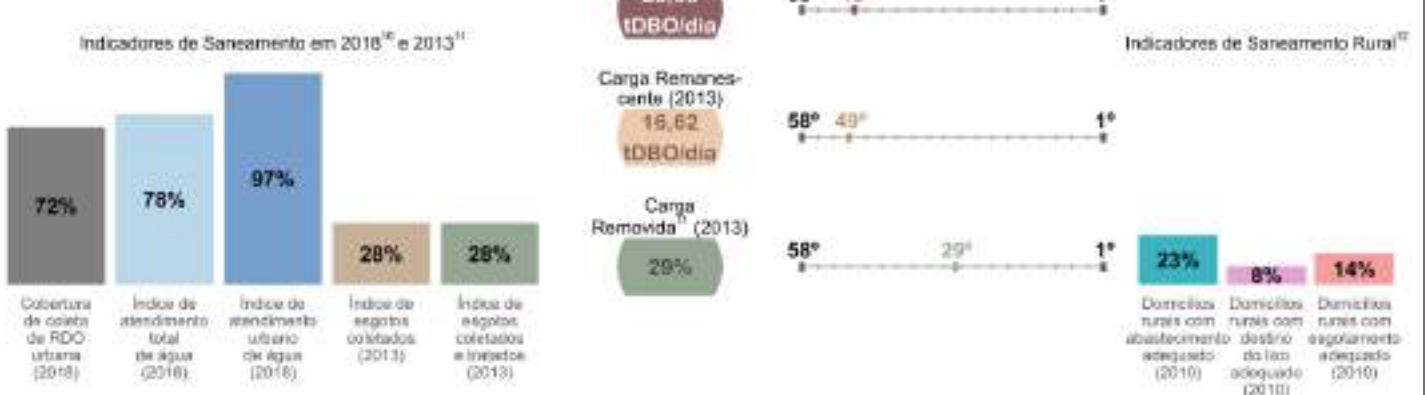 tDBO/dia
Indicadores de Saneamento em 2018¹⁰ e 2013¹¹
72%
78%
97%
28%
28%
Cobertura
de coleta
de RDO
urbana
(2018)
Índice de
atendimento
total
de água
(2018)
Índice de
atendimento
urbano
de água
(2018)
Índice de
esgotos
coletados
(2013)
Índice de
esgotos
coletados
e tratados
(2013)
Carga Remanes-
cente (2013)
16,62
tDBO/dia
58º 49º 1º
Carga
Removida¹¹ (2013)
29%
58º 29º 1º
Indicadores de Saneamento Rural¹²
23%
8%
14%
Domicílios
rurais com
abastecimento
adequado
(2010)
Domicílios
rurais com
destino
do lixo
adequado
(2010)
Domicílios
rurais com
esgotamento
adequado
(2010)